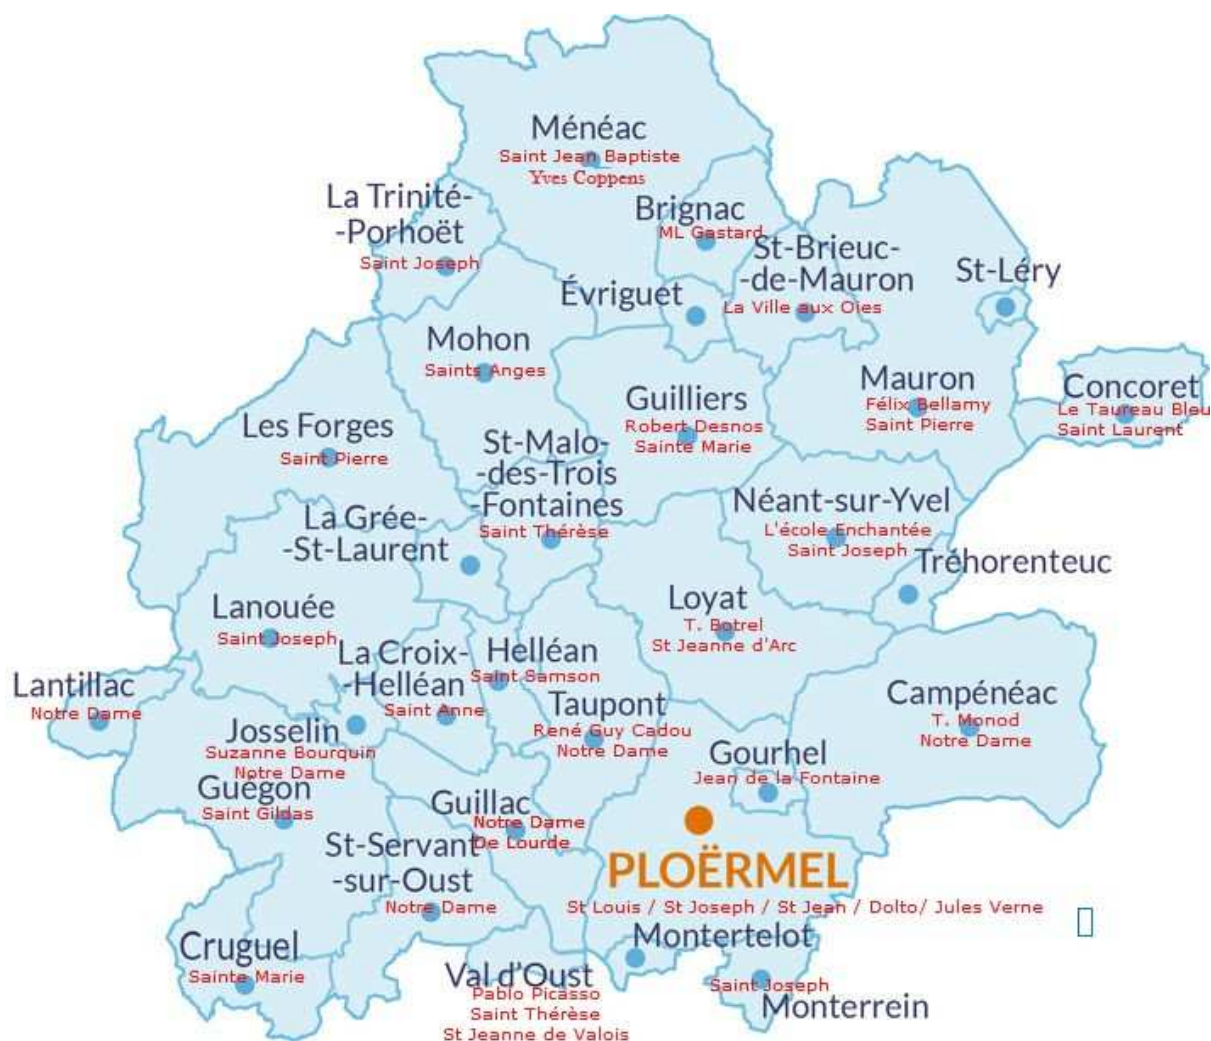 Ménéac
Saint Jean Baptiste
Yves Coppens
La Trinité-
-Porhoët
Saint Joseph
Brignac
ML Gastard
St-Brieuc-
-de-Mauron
La Ville aux Oies
St-Léry
Évriguet
Mohon
Saints Anges
Guilliers
Robert Desnos
Sainte Marie
Mauron
Félix Bellamy
Saint Pierre
Concoret
Le Taureau Bleu
Saint Laurent
Les Forges
Saint Pierre
St-Malo-
-des-Trois
-Fontaines
Saint Thérèse
Néant-sur-Yvel
L'école Enchantée
Saint Joseph
La Grée-
-St-Laurent
Tréhorenteuc
Lanouée
Saint Joseph
Loyat
T. Botrel
St Jeanne d'Arc
La Croix-
-Helléan
Saint Anne
Helléan
Saint Samson
Lantillac
Notre Dame
Taupont
René Guy Cadou
Notre Dame
Campénéac
T. Monod
Notre Dame
Josselin
Suzanne Bourquin
Notre Dame
Gourhel
Jean de la Fontaine
Guégon
Saint Gildas
Guillac
Notre Dame
De Lourde
St-Servant
-sur-Oust
Notre Dame
PLOËRMEL
St Louis / St Joseph / St Jean / Dolto/ Jules Verne
Cruguel
Sainte Marie
Val d'Oust
Pablo Picasso
Saint Thérèse
St Jeanne de Valois
Montertelot
Saint Joseph
Monterrein